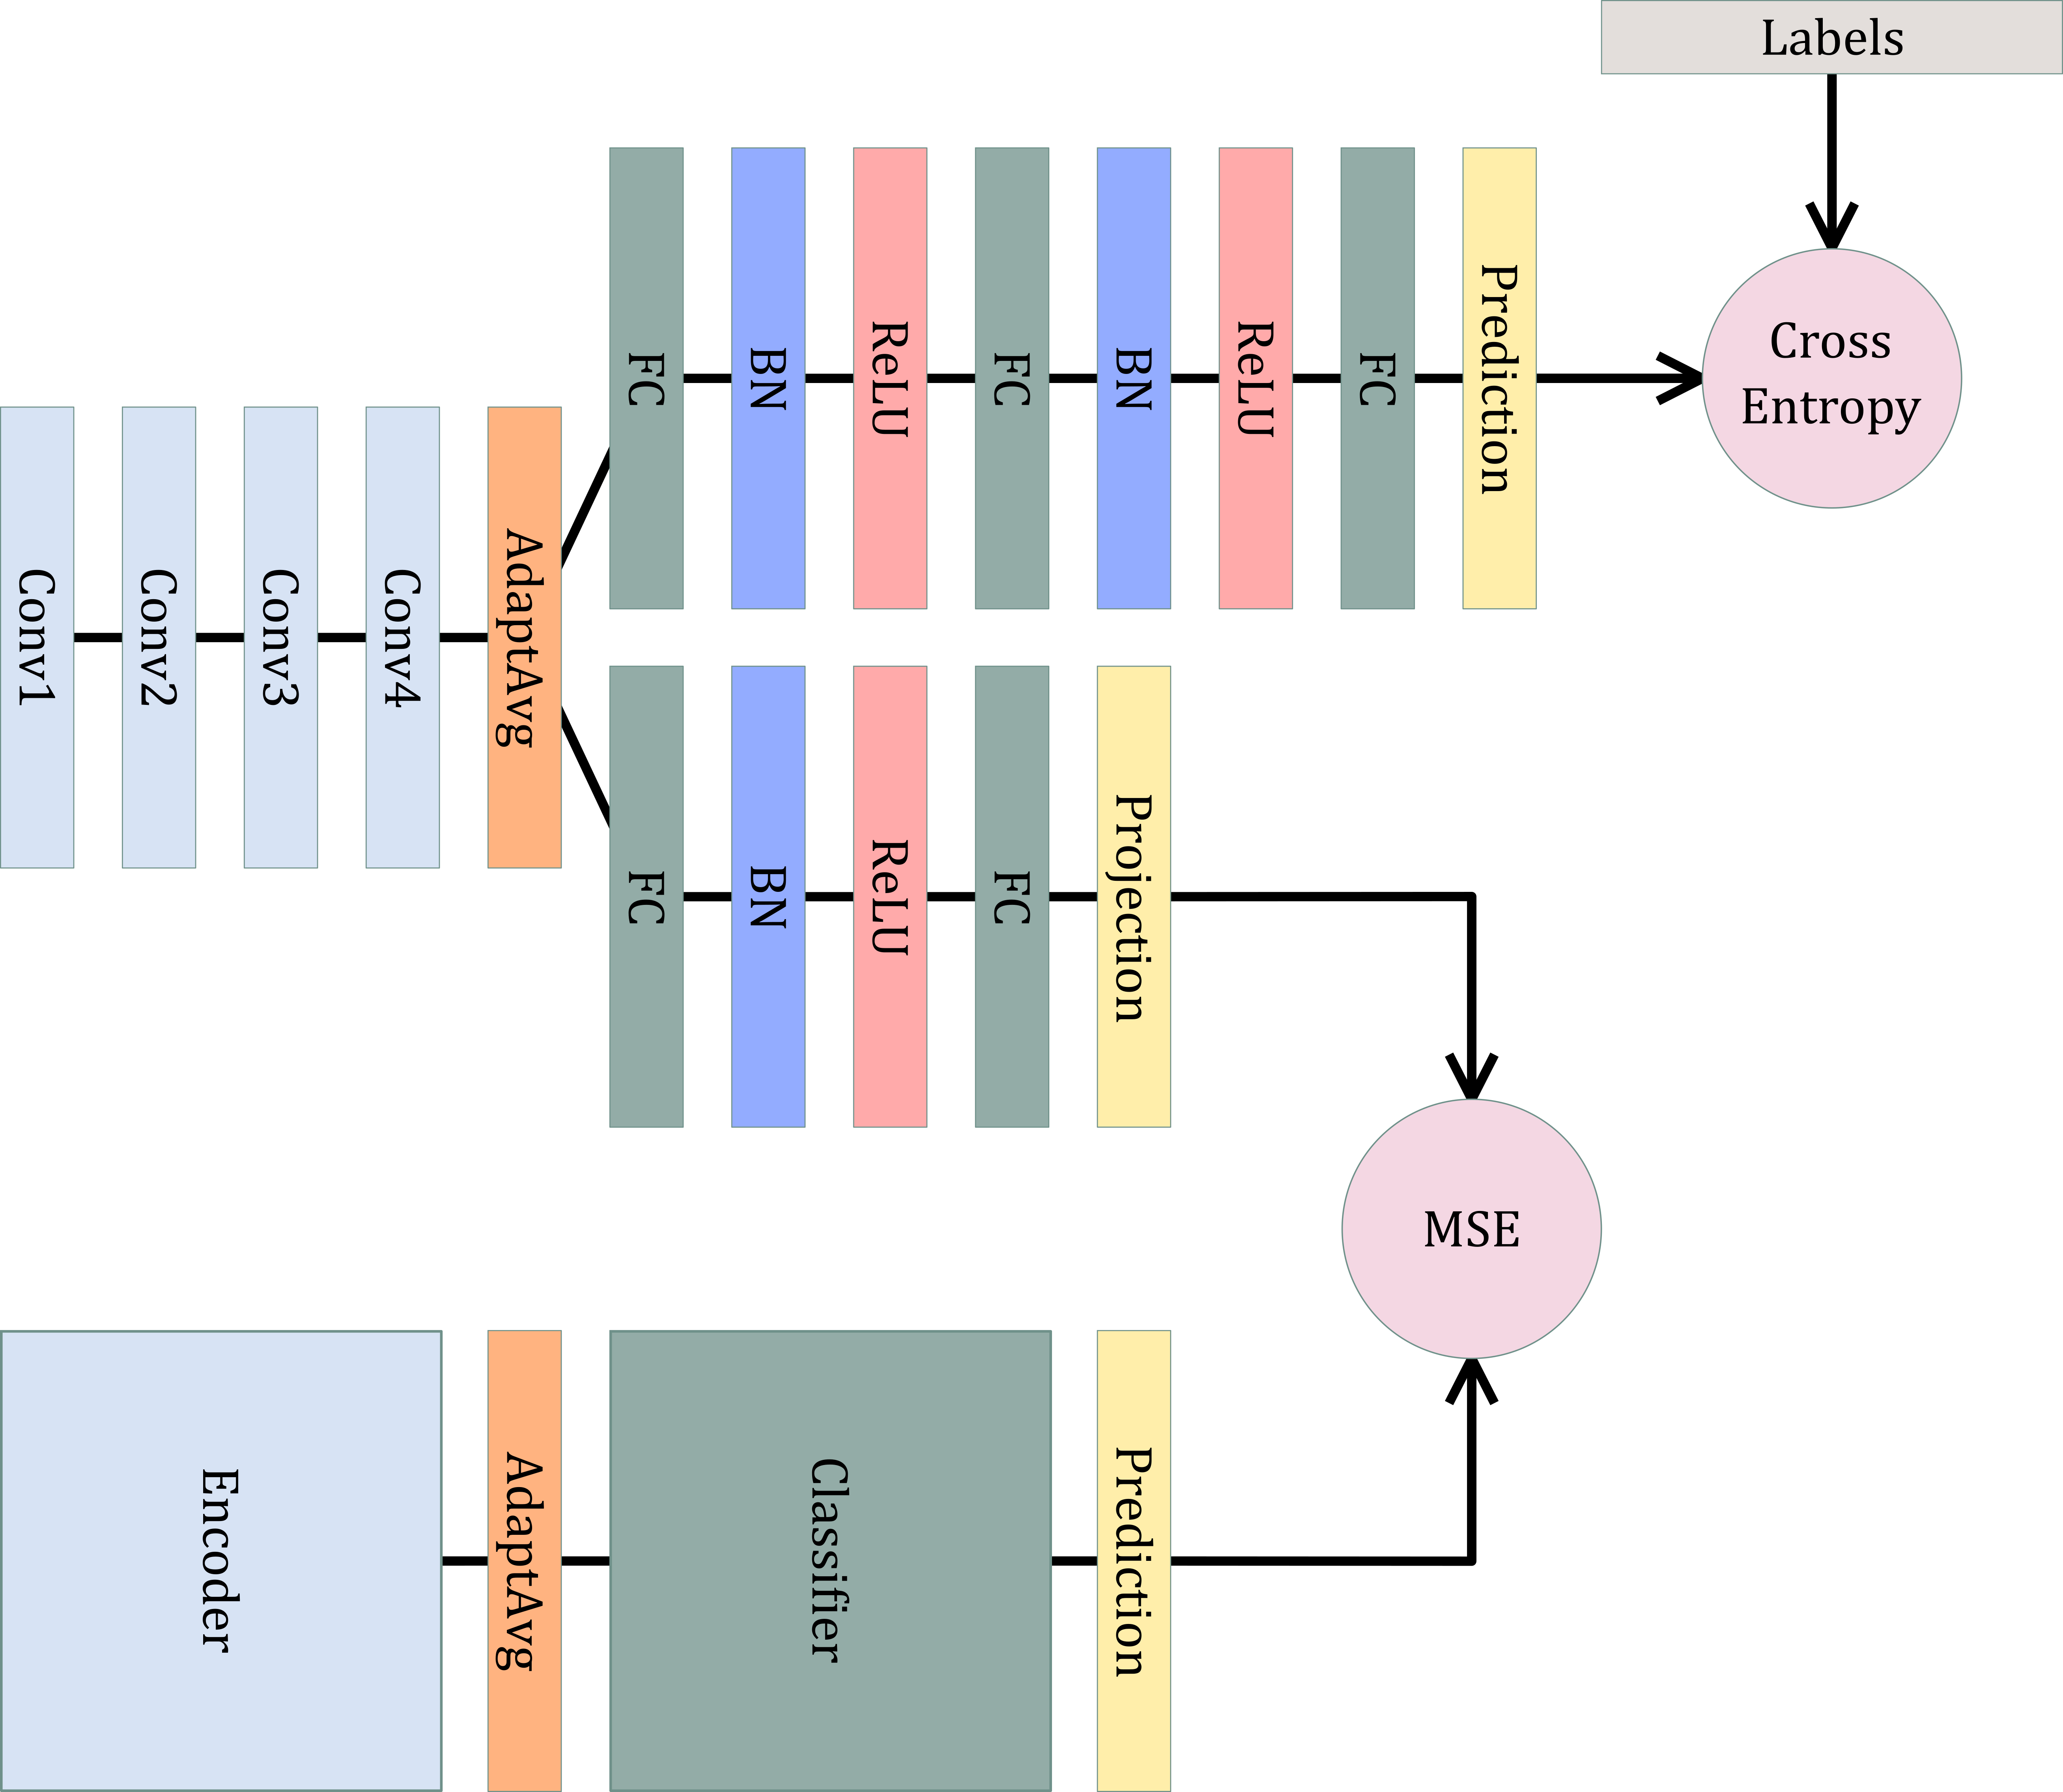 Labels
FC
BN
ReLU
FC
BN
ReLU
FC
Prediction
Cross
Entropy
Conv1
Conv2
Conv3
Conv4
AdaptAvg
FC
BN
ReLU
FC
Projection
MSE
Encoder
AdaptAvg
Classifier
Prediction